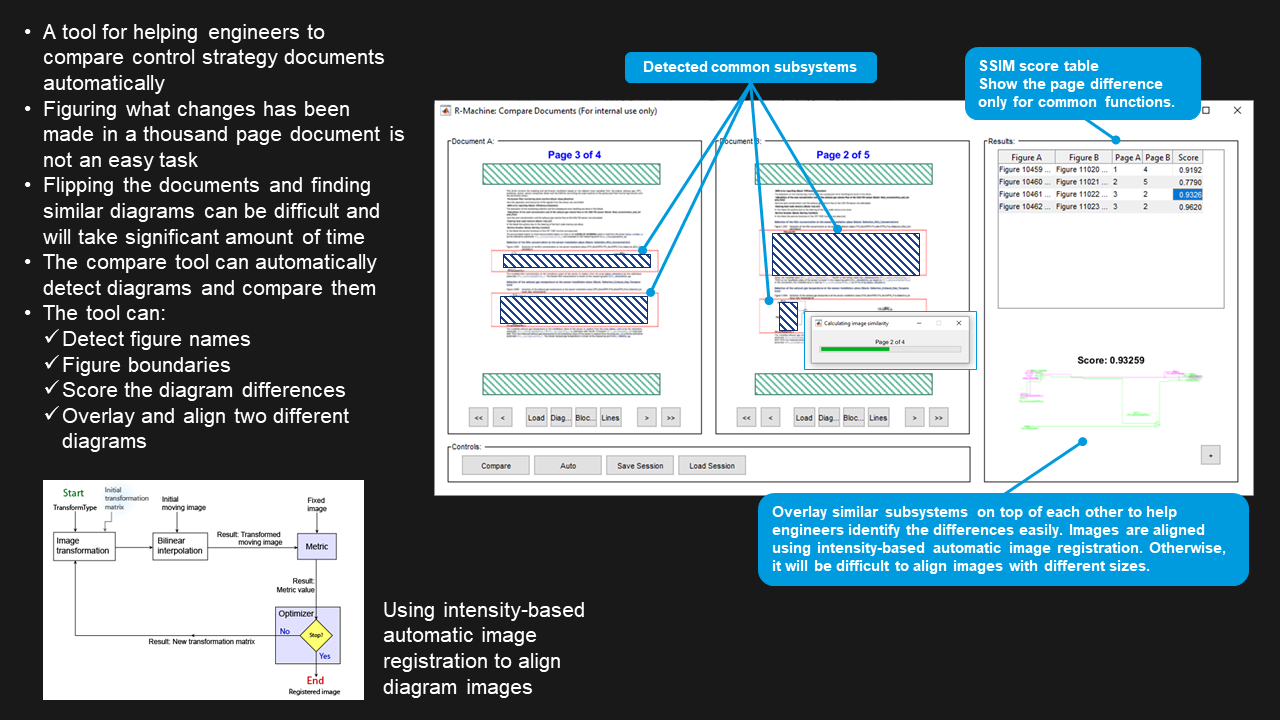 • A tool for helping engineers to
compare control strategy documents
automatically
• Figuring what changes has been
made in a thousand page document is
not an easy task
• Flipping the documents and finding
similar diagrams can be difficult and
will take significant amount of time
• The compare tool can automatically
detect diagrams and compare them
• The tool can:
✓ Detect figure names
✓ Figure boundaries
✓ Score the diagram differences
✓ Overlay and align two different
diagrams
Detected common subsystems
SSIM score table
Show the page difference
only for common functions.
R-Machine: Compare Documents (For internal use only)
Document A:
Page 3 of 4
<< < Load Diag... Bloc... Lines > >>
Document B:
Page 2 of 5
<< < Load Diag... Bloc... Lines > >>
Calculating image similarity
Page 2 of 4
Results:
Figure A Figure B Page A Page B Score
Figure 10459 ... Figure 11020 ... 1 4 0.9192
Figure 10460 ... Figure 11021 ... 2 5 0.7790
Figure 10461 ... Figure 11022 ... 3 2 0.9326
Figure 10462 ... Figure 11023 ... 3 2 0.9620
Score: 0.93259
+
Controls:
Compare Auto Save Session Load Session
Overlay similar subsystems on top of each other to help
engineers identify the differences easily. Images are aligned
using intensity-based automatic image registration. Otherwise,
it will be difficult to align images with different sizes.
Start
TransformType
Initial
transformation
matrix
Initial
moving image
Fixed
image
Image
transformation
Bilinear
interpolation
Result: Transformed
moving image
Metric
Result:
Metric value
Optimizer
No
Stop?
Yes
Result: New transformation matrix
End
Registered image
Using intensity-based
automatic image
registration to align
diagram images